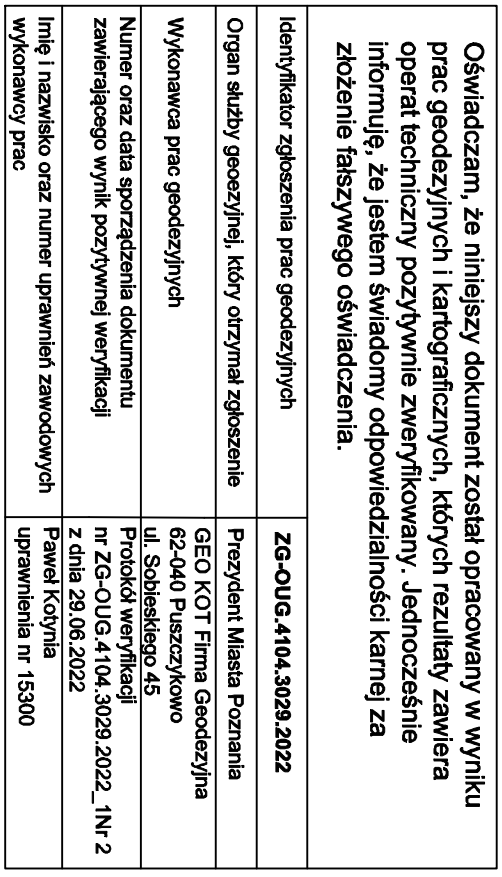 Oświadczam, że niniejszy dokument został opracowany w wyniku
prac geodezyjnych i kartograficznych, których rezultaty zawiera
operat techniczny pozytywnie zweryfikowany. Jednocześnie
informuję, że jestem świadomy odpowiedzialności karnej za
złożenie fałszywego oświadczenia.
Identyfikator zgłoszenia prac geodezyjnych
ZG-OUG.4104.3029.2022
Organ służby geoezyjnej, który otrzymał zgłoszenie
Prezydent Miasta Poznania
Wykonawca prac geodezyjnych
GEO KOT Firma Geodezyjna
62-040 Puszczykowo
ul. Sobieskiego 45
Numer oraz data sporządzenia dokumentu
zawierającego wynik pozytywnej weryfikacji
Protokół weryfikacji
nr ZG-OUG.4104.3029.2022_1Nr 2
z dnia 29.06.2022
Imię i nazwisko oraz numer uprawnień zawodowych
wykonawcy prac
Paweł Kotynia
uprawnienia nr 15300